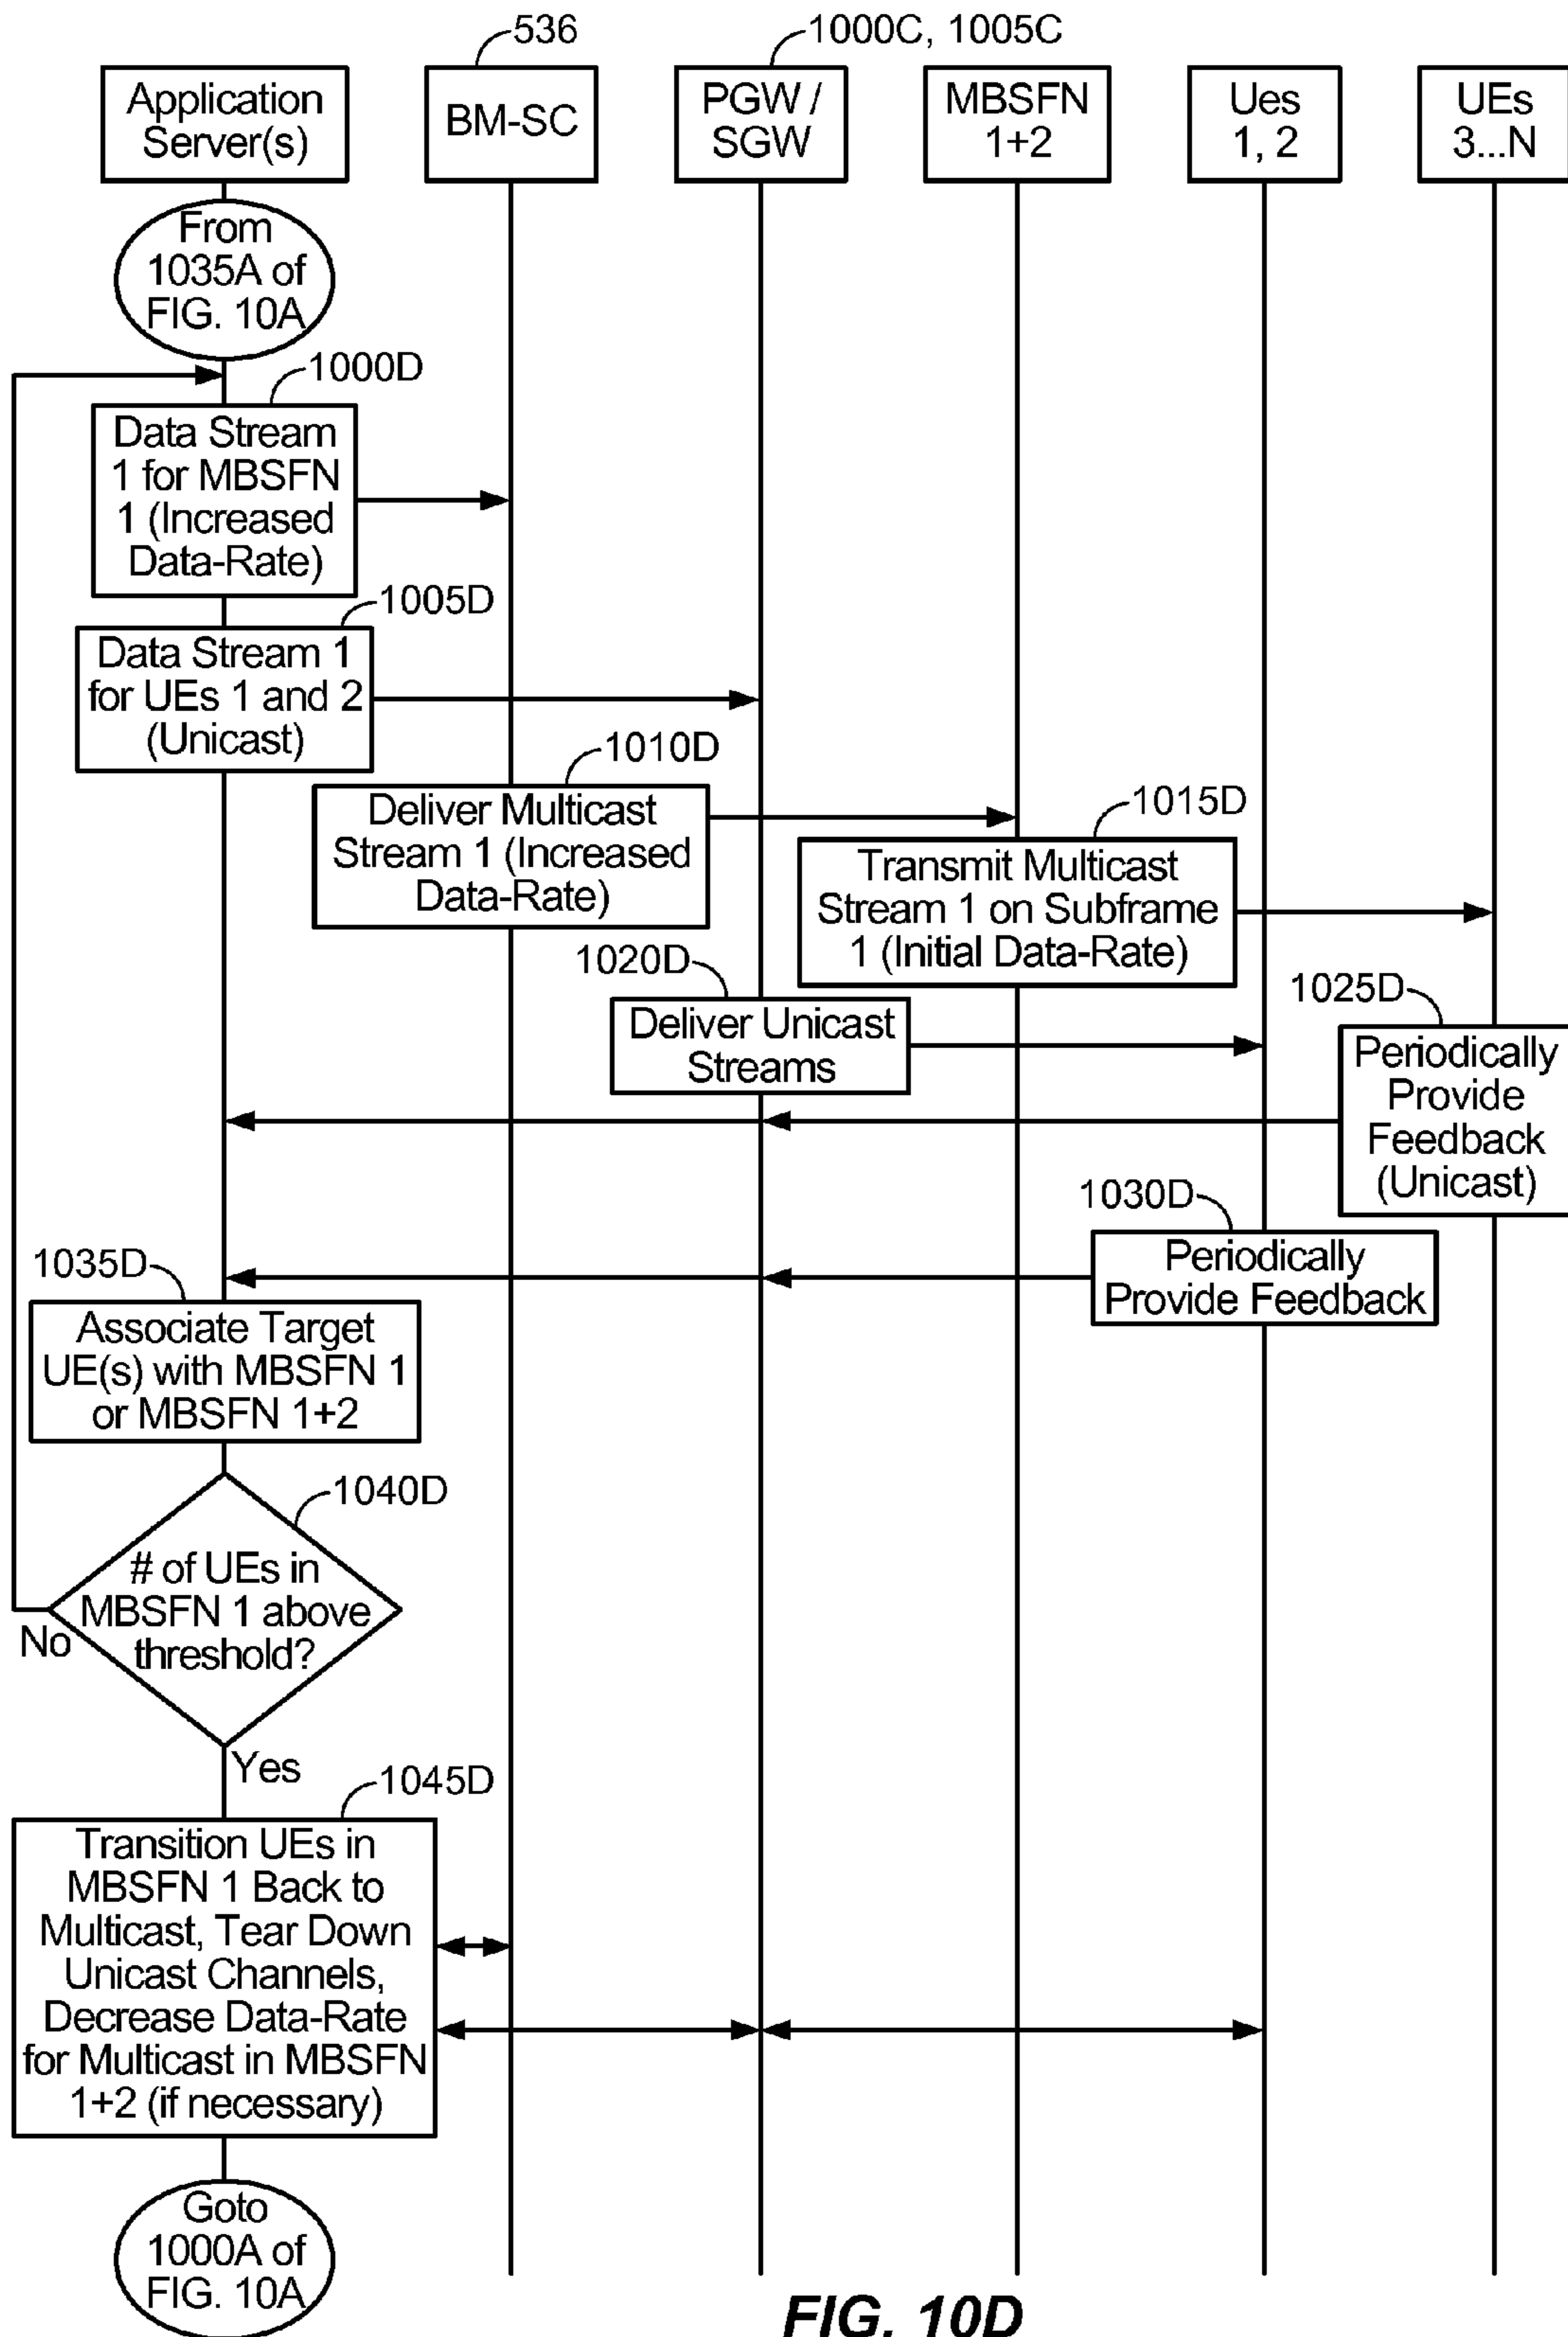 536
1000C, 1005C
Application
Server(s)
BM-SC
PGW /
SGW
MBSFN
1+2
Ues
1, 2
UEs
3...N
From
1035A of
FIG. 10A
1000D
Data Stream
1 for MBSFN
1 (Increased
Data-Rate)
1005D
Data Stream 1
for UEs 1 and 2
(Unicast)
1010D
Deliver Multicast
Stream 1 (Increased
Data-Rate)
1015D
Transmit Multicast
Stream 1 on Subframe
1 (Initial Data-Rate)
1020D
Deliver Unicast
Streams
1025D
Periodically
Provide
Feedback
(Unicast)
1030D
Periodically
Provide Feedback
1035D
Associate Target
UE(s) with MBSFN 1
or MBSFN 1+2
1040D
# of UEs in
MBSFN 1 above
threshold?
No
Yes
1045D
Transition UEs in
MBSFN 1 Back to
Multicast, Tear Down
Unicast Channels,
Decrease Data-Rate
for Multicast in MBSFN
1+2 (if necessary)
Goto
1000A of
FIG. 10A
FIG. 10D